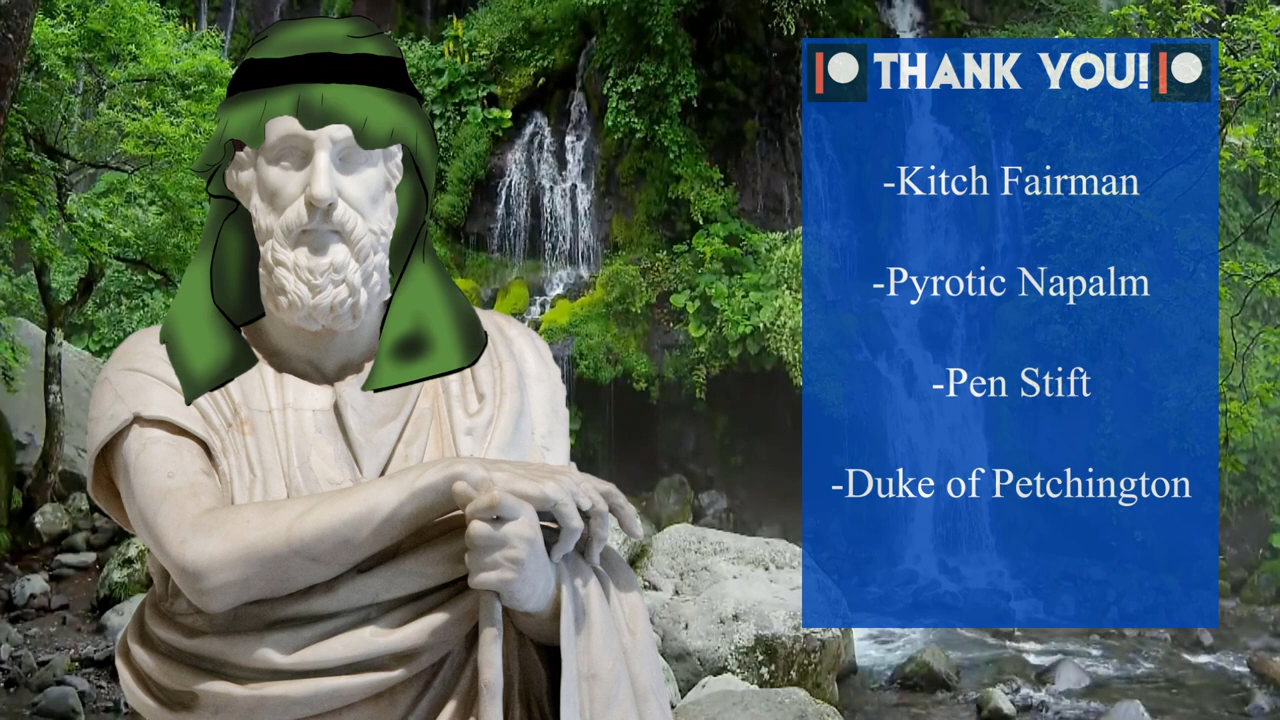 THANK YOU!
-Kitch Fairman
-Pyrotic Napalm
-Pen Stift
-Duke of Petchington